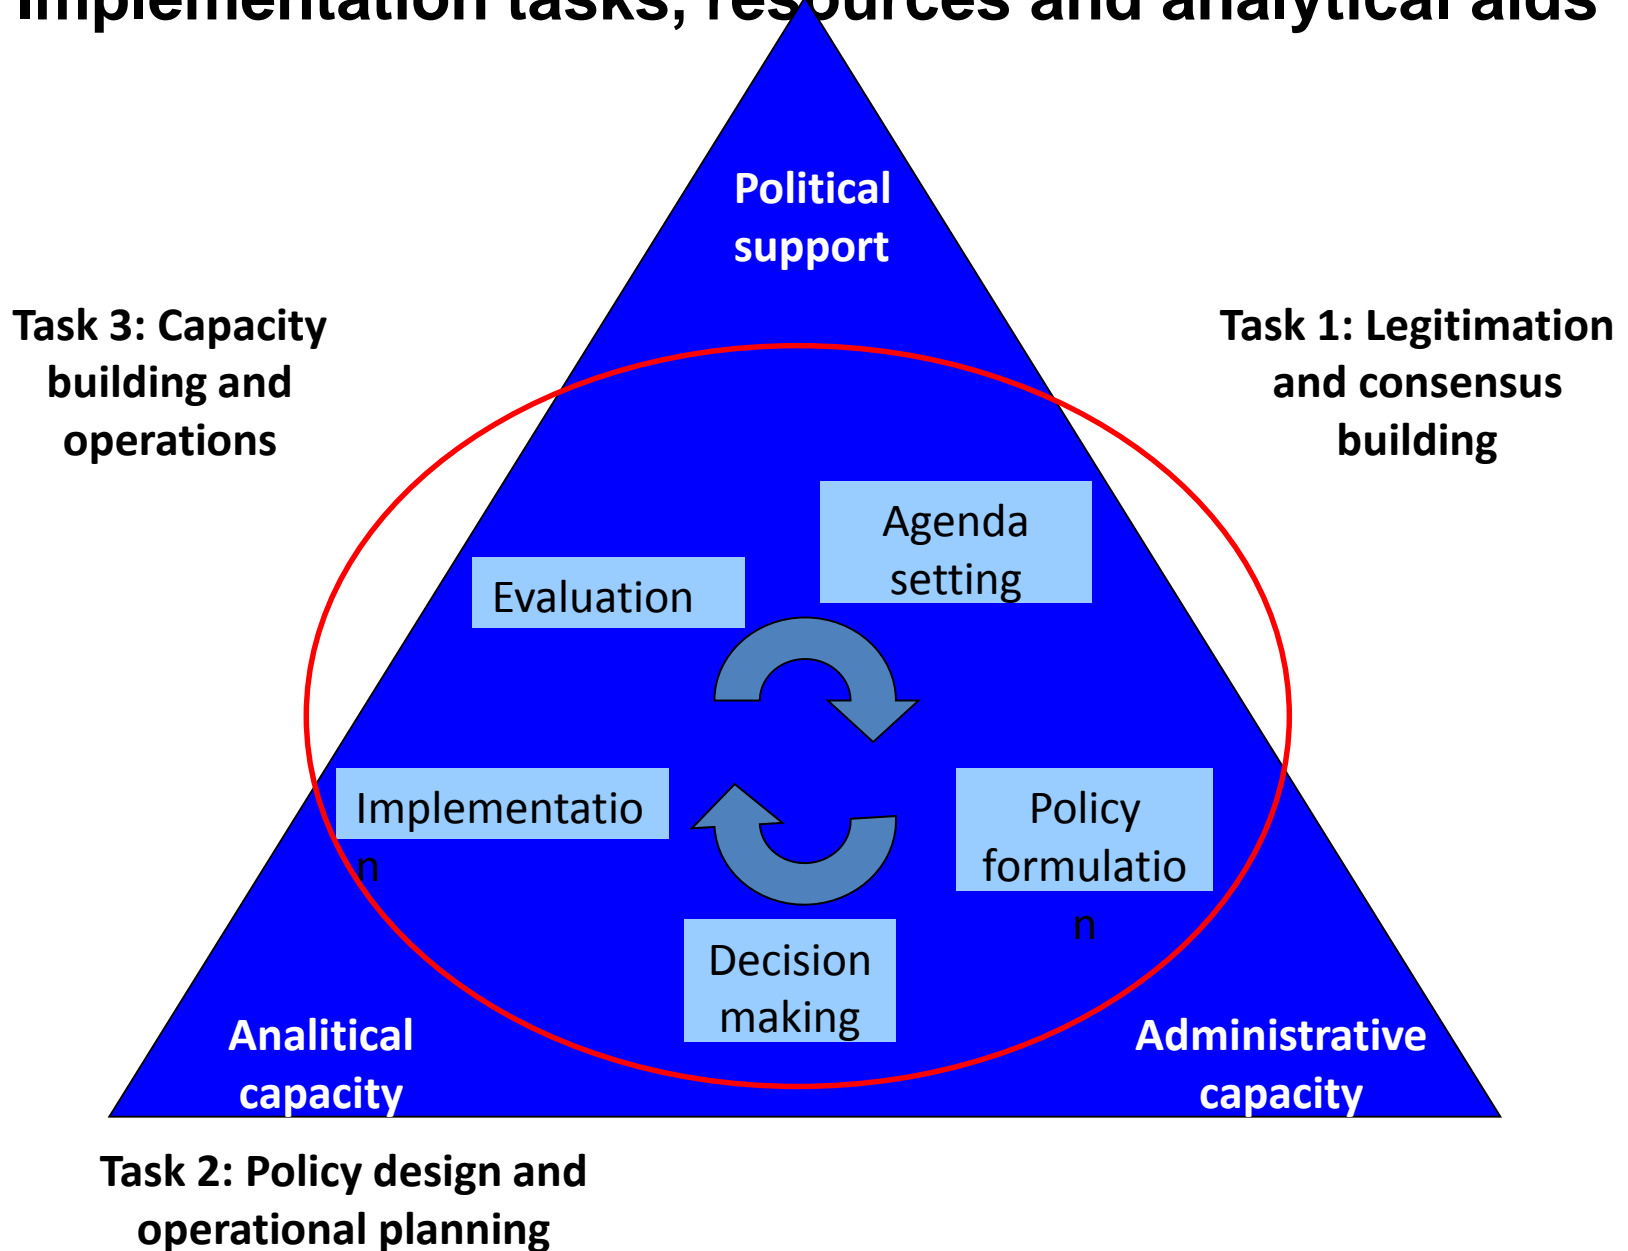 Implementation tasks, resources and analytical aids
Political
support
Task 3: Capacity
building and
operations
Task 1: Legitimation
and consensus
building
Agenda
setting
Evaluation
Implementatio
n
Policy
formulatio
n
Decision
making
Analitical
capacity
Administrative
capacity
Task 2: Policy design and
operational planning